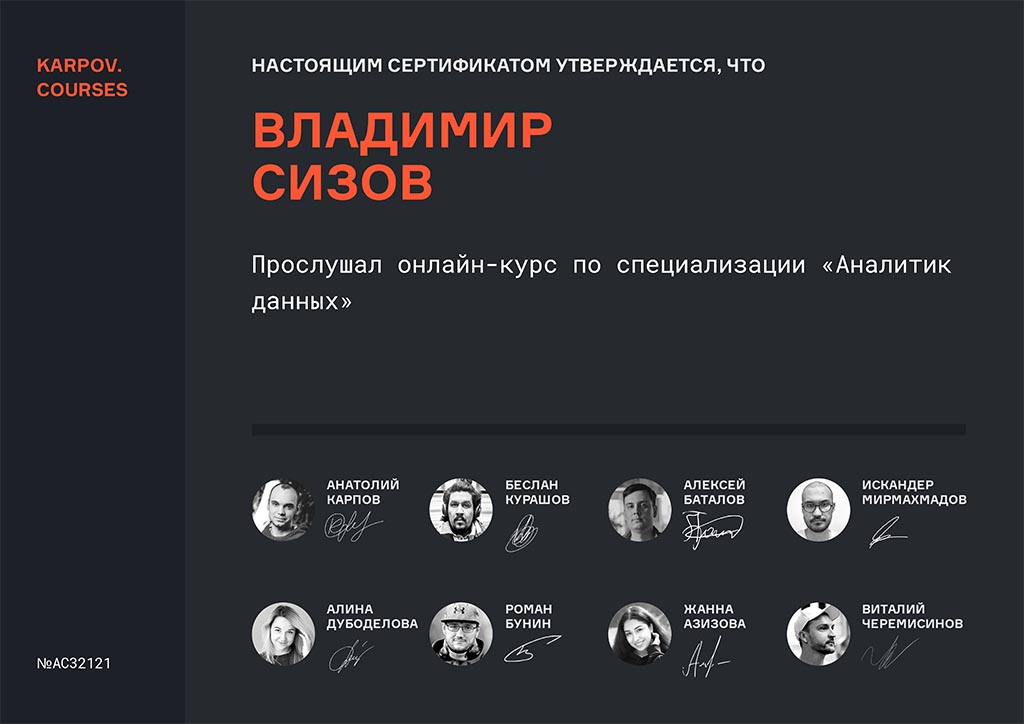 KARPOV.
COURSES
НАСТОЯЩИМ СЕРТИФИКАТОМ УТВЕРЖДАЕТСЯ, ЧТО
ВЛАДИМИР
СИЗОВ
Прослушал онлайн-курс по специализации «Аналитик
данных»
АНАТОЛИЙ
КАРПОВ
БЕСЛАН
КУРАШОВ
АЛЕКСЕЙ
БАТАЛОВ
ИСКАНДЕР
МИРМАХМАДОВ
АЛИНА
ДУБОДЕЛОВА
РОМАН
БУНИН
ЖАННА
АЗИЗОВА
ВИТАЛИЙ
ЧЕРЕМИСИНОВ
№AC32121